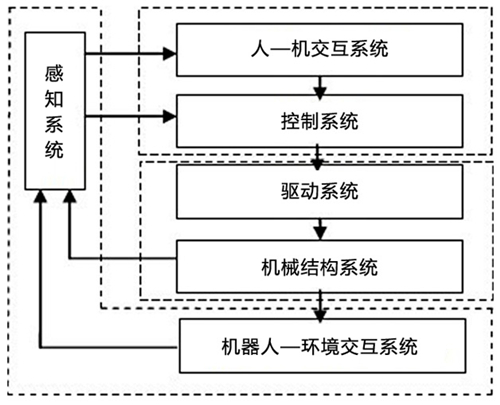 感知系统
人—机交互系统
控制系统
驱动系统
机械结构系统
机器人—环境交互系统